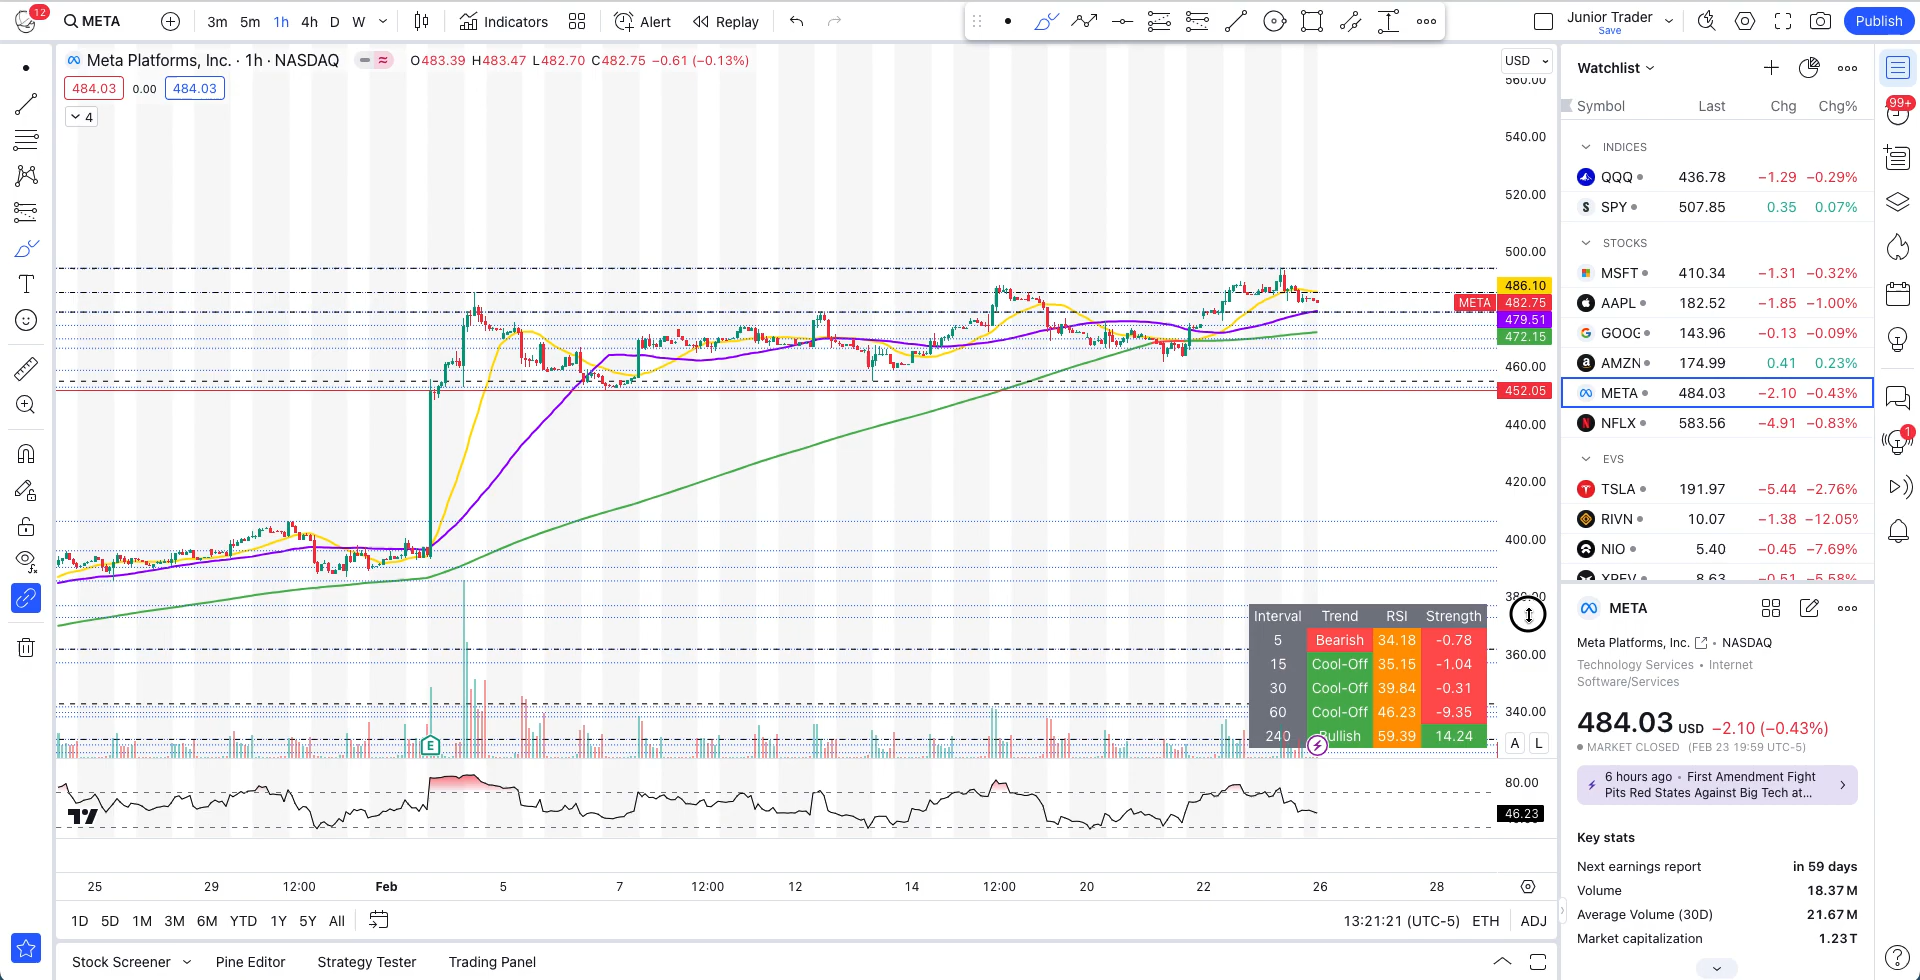 12
META
3m 5m 1h 4h D W
Indicators
Alert
Replay
Junior Trader
Save
Publish
Meta Platforms, Inc. · 1h · NASDAQ
O483.39 H483.47 L482.70 C482.75 −0.61 (−0.13%)
USD
484.03 0.00 484.03
4
560.00
540.00
520.00
500.00
486.10
META 482.75
479.51
472.15
460.00
452.05
440.00
420.00
400.00
380.00
360.00
340.00
Interval Trend RSI Strength
5 Bearish 34.18 -0.78
15 Cool-Off 35.15 -1.04
30 Cool-Off 39.84 -0.31
60 Cool-Off 46.23 -9.35
240 Bullish 59.39 14.24
E
A L
80.00
46.23
25 29 12:00 Feb 5 7 12:00 12 14 12:00 20 22 26 28
1D 5D 1M 3M 6M YTD 1Y 5Y All
13:21:21 (UTC-5) ETH ADJ
Stock Screener Pine Editor Strategy Tester Trading Panel
Watchlist
Symbol Last Chg Chg%
INDICES
QQQ 436.78 −1.29 −0.29%
SPY 507.85 0.35 0.07%
STOCKS
MSFT 410.34 −1.31 −0.32%
AAPL 182.52 −1.85 −1.00%
GOOG 143.96 −0.13 −0.09%
AMZN 174.99 0.41 0.23%
META 484.03 −2.10 −0.43%
NFLX 583.56 −4.91 −0.83%
EVS
TSLA 191.97 −5.44 −2.76%
RIVN 10.07 −1.38 −12.05%
NIO 5.40 −0.45 −7.69%
XPEV 8.63 −0.51 −5.58%
META
Meta Platforms, Inc. • NASDAQ
Technology Services • Internet
Software/Services
484.03 USD −2.10 (−0.43%)
MARKET CLOSED (FEB 23 19:59 UTC-5)
6 hours ago • First Amendment Fight
Pits Red States Against Big Tech at...
Key stats
Next earnings report in 59 days
Volume 18.37M
Average Volume (30D) 21.67M
Market capitalization 1.23T
99+
1